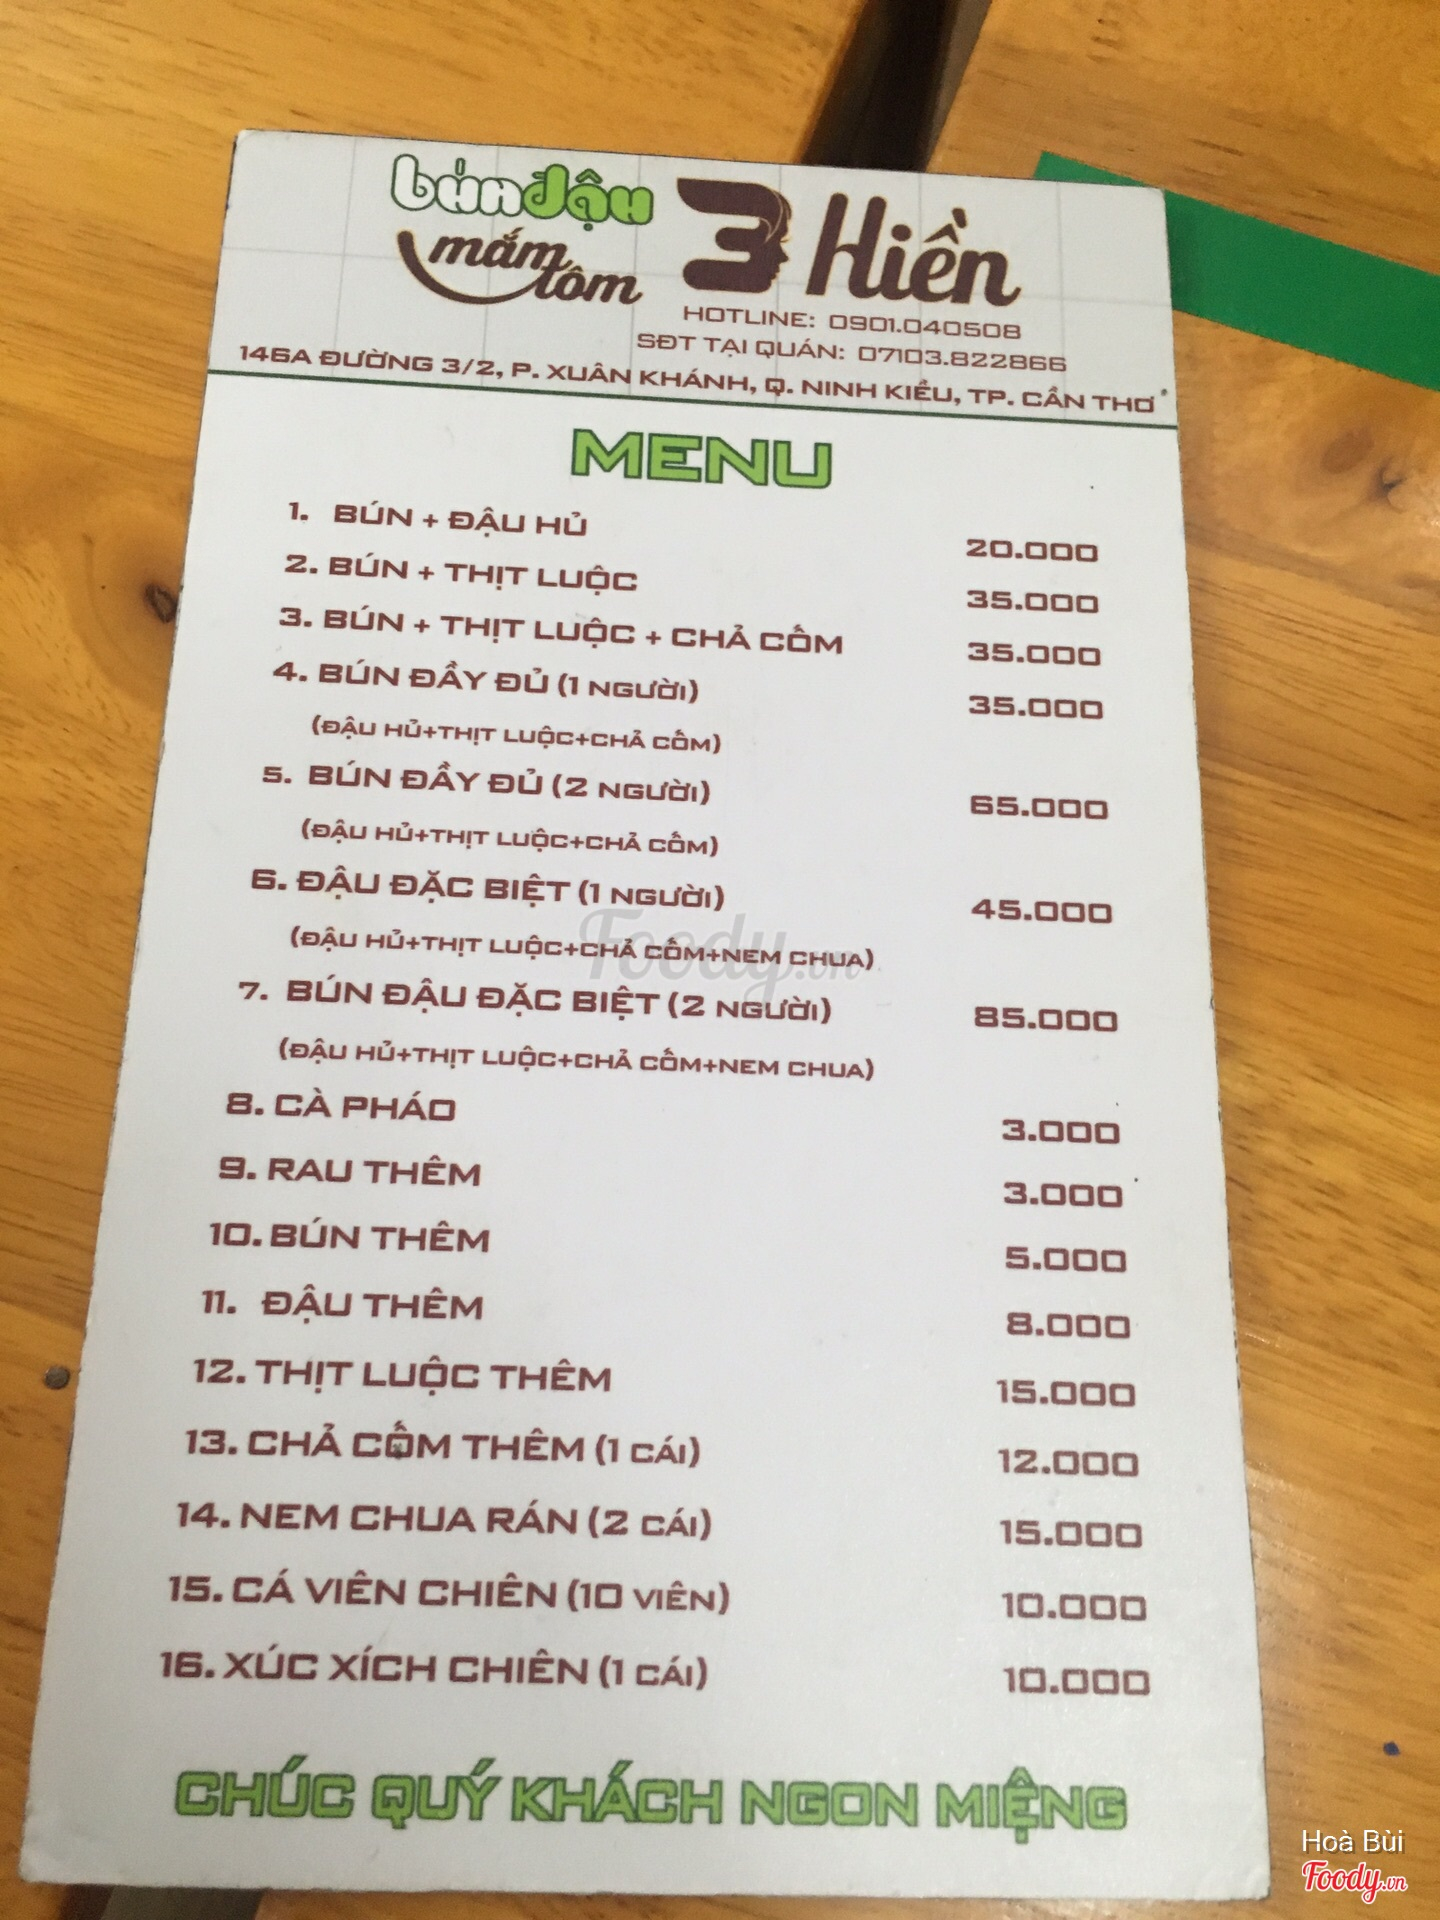 bún đậu
mắm tôm
3 Hiền
HOTLINE: 0901.040508
SĐT TẠI QUÁN: 07103.822866
146A ĐƯỜNG 3/2, P. XUÂN KHÁNH, Q. NINH KIỀU, TP. CẦN THƠ
MENU
1. BÚN + ĐẬU HỦ 20.000
2. BÚN + THỊT LUỘC 35.000
3. BÚN + THỊT LUỘC + CHẢ CỐM 35.000
4. BÚN ĐẦY ĐỦ (1 NGƯỜI) 35.000
(ĐẬU HỦ+THỊT LUỘC+CHẢ CỐM)
5. BÚN ĐẦY ĐỦ (2 NGƯỜI) 65.000
(ĐẬU HỦ+THỊT LUỘC+CHẢ CỐM)
6. ĐẬU ĐẶC BIỆT (1 NGƯỜI) 45.000
(ĐẬU HỦ+THỊT LUỘC+CHẢ CỐM+NEM CHUA)
Foody.vn
7. BÚN ĐẬU ĐẶC BIỆT (2 NGƯỜI) 85.000
(ĐẬU HỦ+THỊT LUỘC+CHẢ CỐM+NEM CHUA)
8. CÀ PHÁO 3.000
9. RAU THÊM 3.000
10. BÚN THÊM 5.000
11. ĐẬU THÊM 8.000
12. THỊT LUỘC THÊM 15.000
13. CHẢ CỐM THÊM (1 CÁI) 12.000
14. NEM CHUA RÁN (2 CÁI) 15.000
15. CÁ VIÊN CHIÊN (10 VIÊN) 10.000
16. XÚC XÍCH CHIÊN (1 CÁI) 10.000
CHÚC QUÝ KHÁCH NGON MIỆNG
Hoà Bùi
Foody.vn